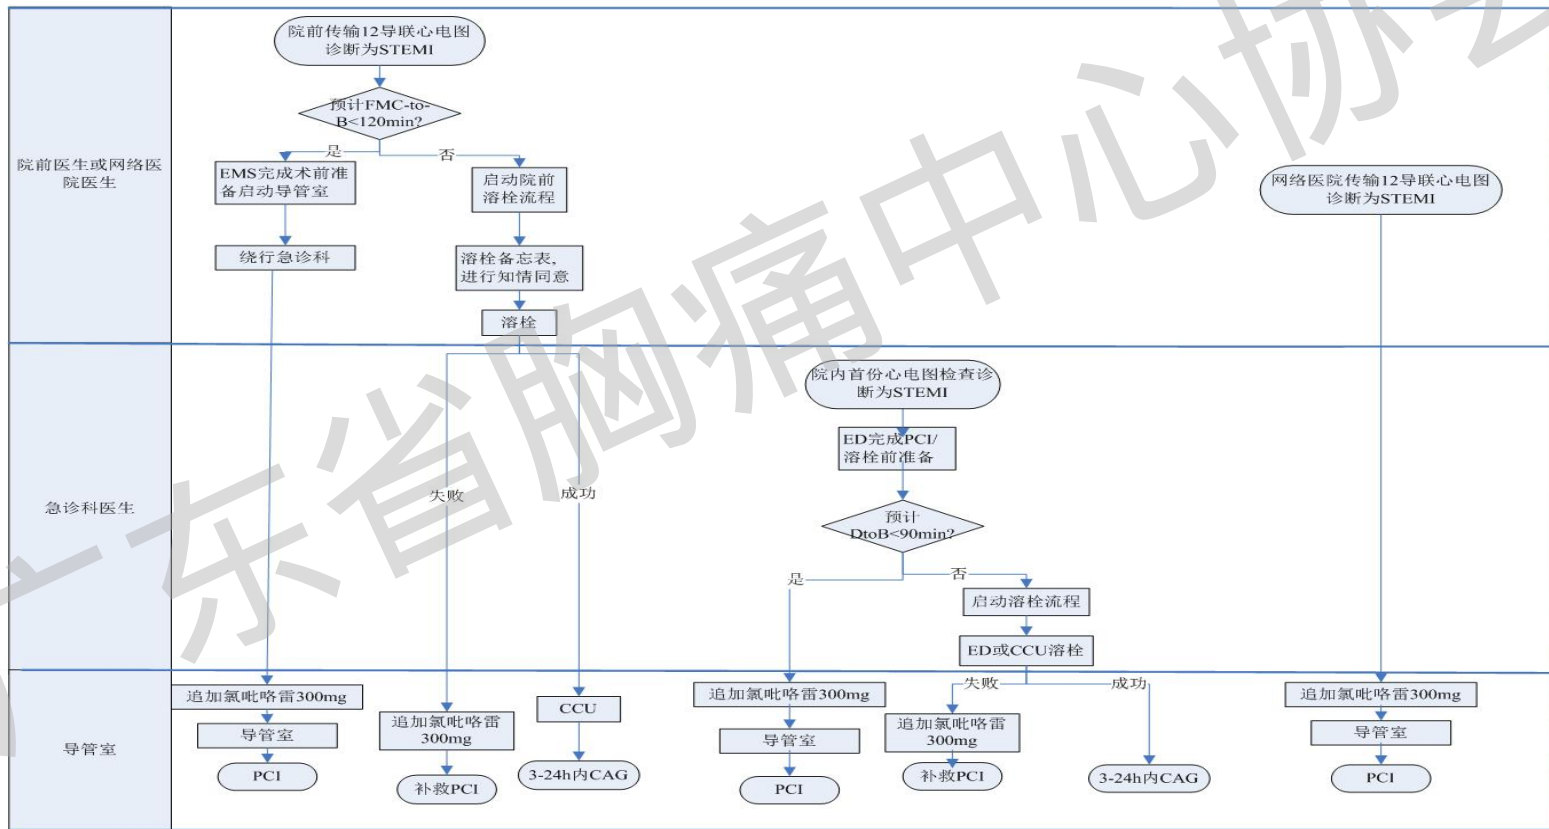 院前传输12导联心电图
诊断为STEMI
预计FMC-to-
B<120min?
是
否
院前医生或网络医
院医生
EMS完成术前准
备启动导管室
启动院前
溶栓流程
网络医院传输12导联心电图
诊断为STEMI
绕行急诊科
溶栓备忘表,
进行知情同意
溶栓
院内首份心电图检查诊
断为STEMI
ED完成PCI/
溶栓前准备
急诊科医生
失败
成功
预计
DtoB<90min?
是
否
启动溶栓流程
ED或CCU溶栓
导管室
追加氯吡咯雷300mg
导管室
PCI
追加氯吡咯雷
300mg
补救PCI
CCU
3-24h内CAG
追加氯吡咯雷300mg
导管室
PCI
失败
成功
追加氯吡咯雷
300mg
补救PCI
3-24h内CAG
追加氯吡咯雷300mg
导管室
PCI
广东省胸痛中心协会